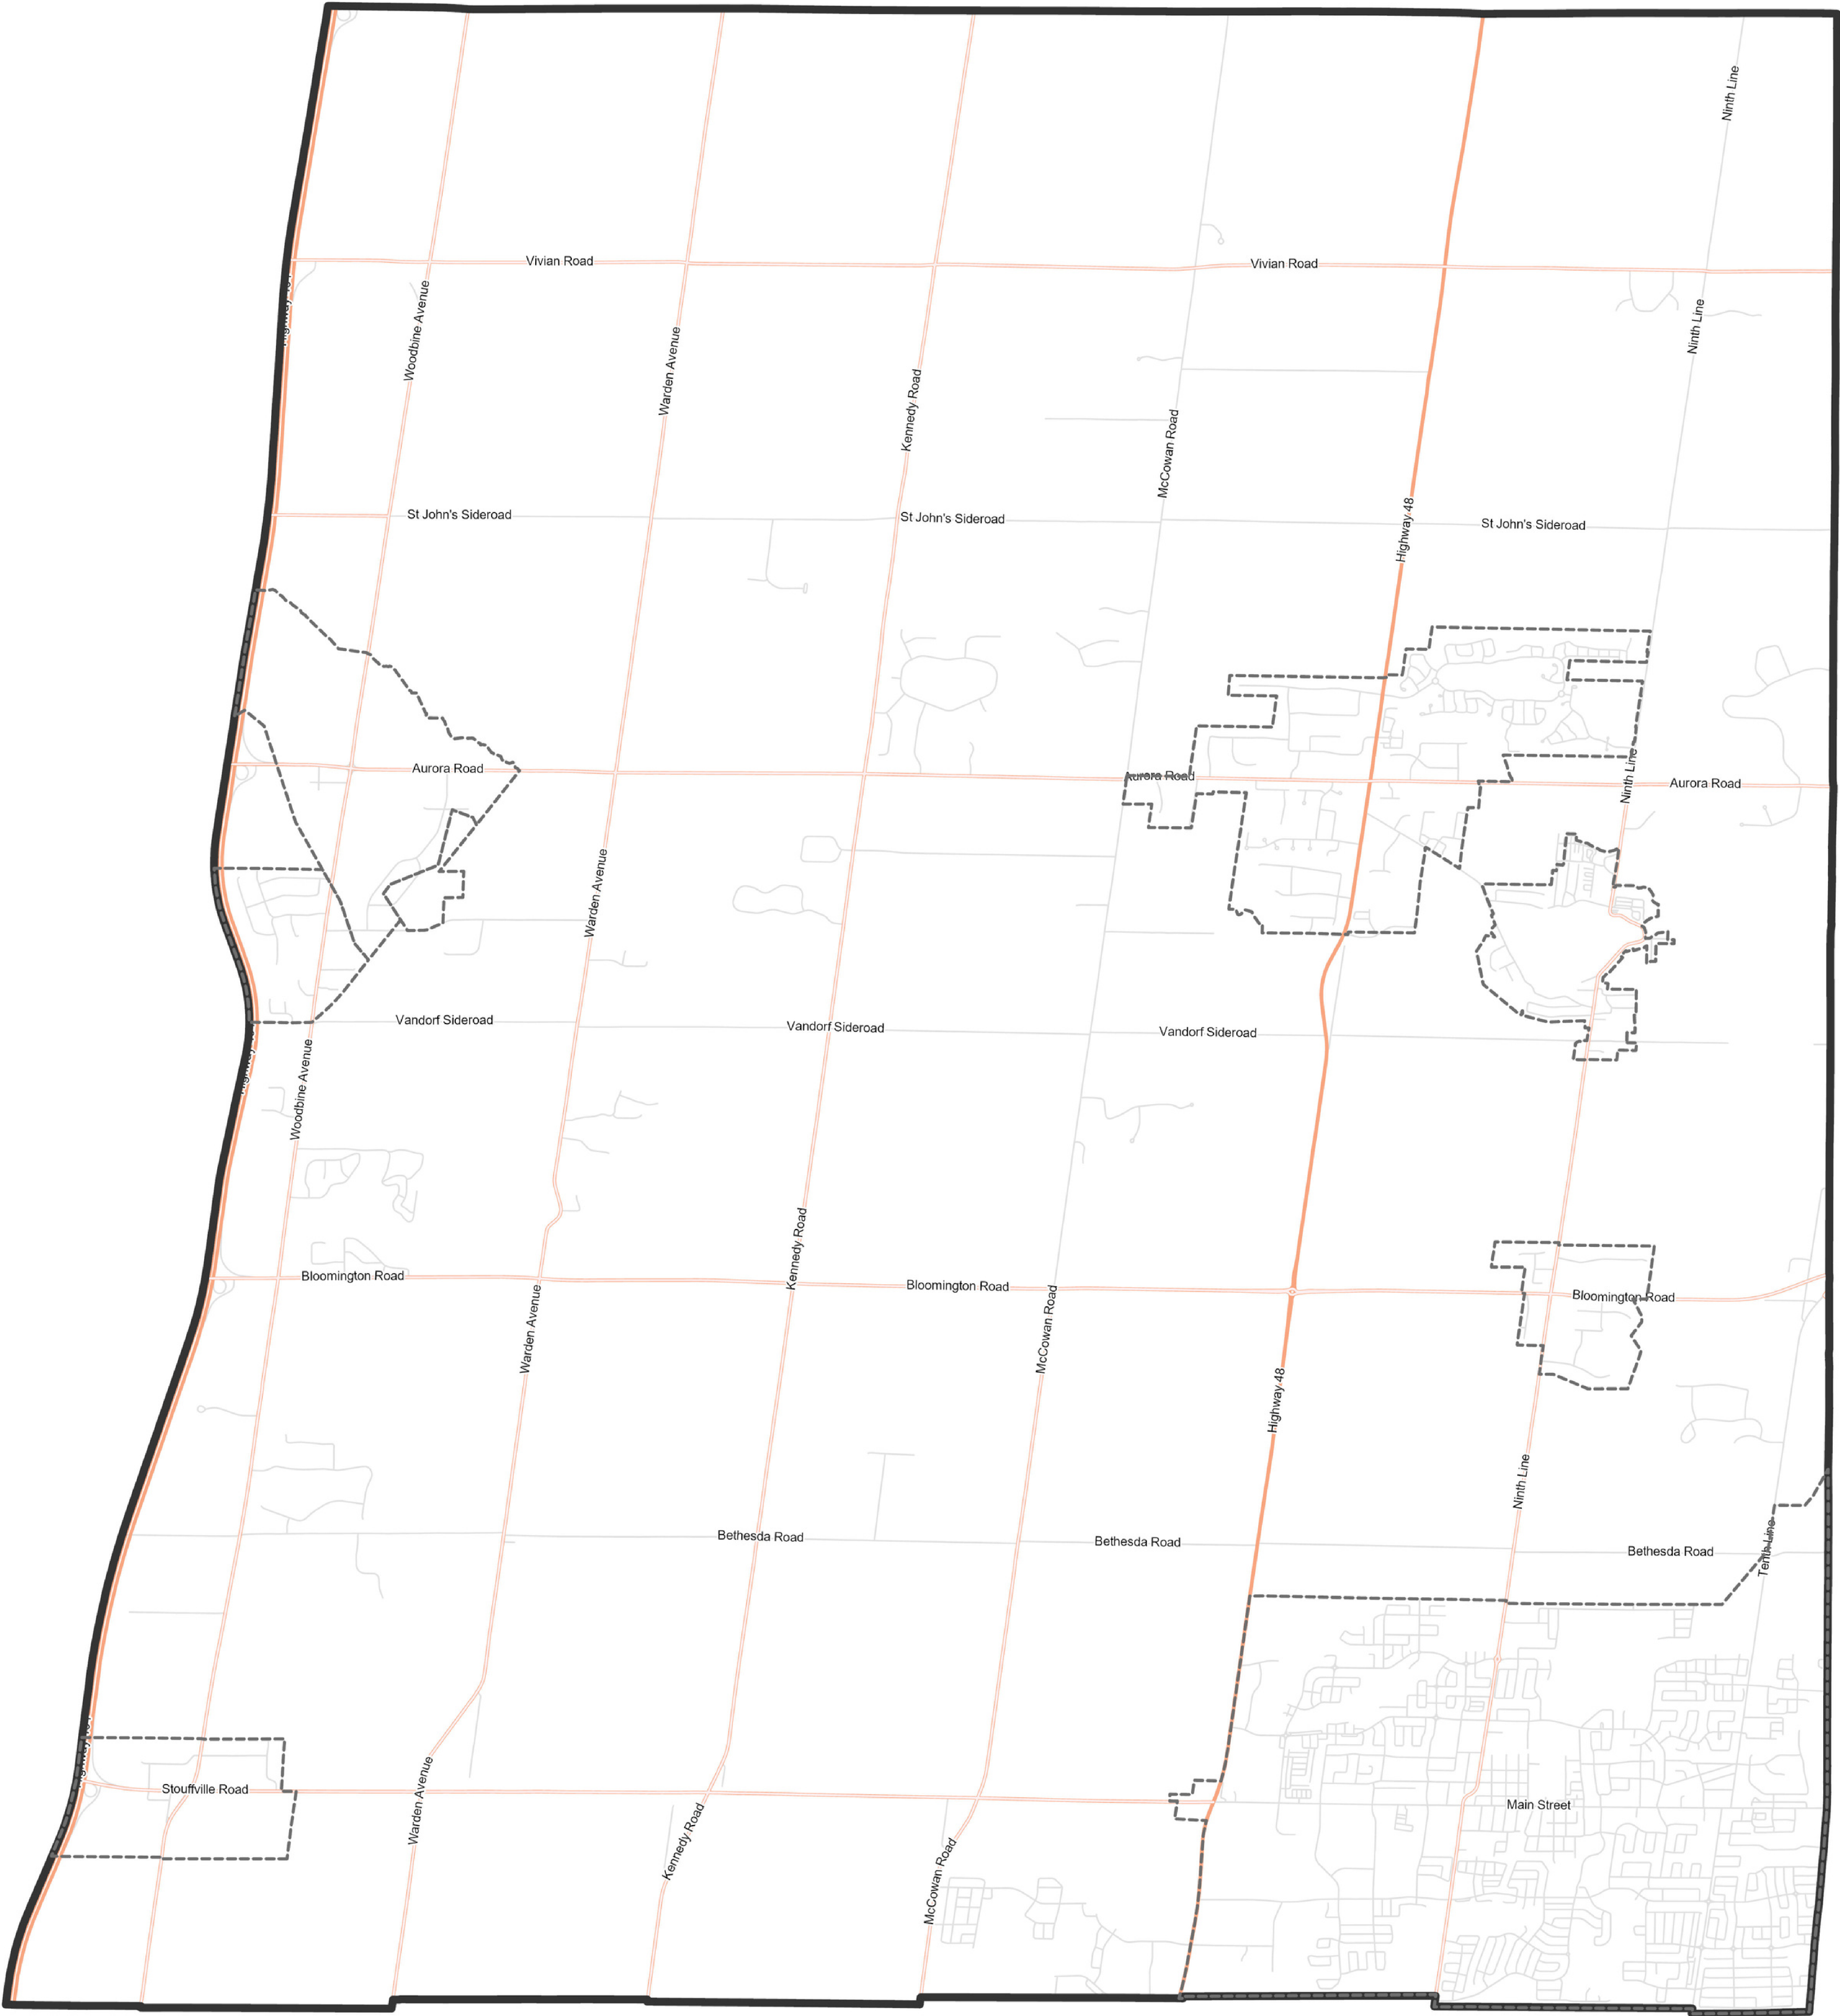 Ninth Line
Vivian Road
Vivian Road
Highway 404
Woodbine Avenue
Ninth Line
Warden Avenue
Kennedy Road
McCowan Road
St John's Sideroad
St John's Sideroad
Highway 48
St John's Sideroad
Aurora Road
Aurora Road
Ninth Line
Aurora Road
Warden Avenue
Vandorf Sideroad
Vandorf Sideroad
Vandorf Sideroad
Woodbine Avenue
Kennedy Road
Bloomington Road
Bloomington Road
Bloomington Road
Warden Avenue
McCowan Road
Highway 48
Ninth Line
Bethesda Road
Bethesda Road
Bethesda Road
Tenth Line
Stouffville Road
Warden Avenue
Main Street
Kennedy Road
McCowan Road